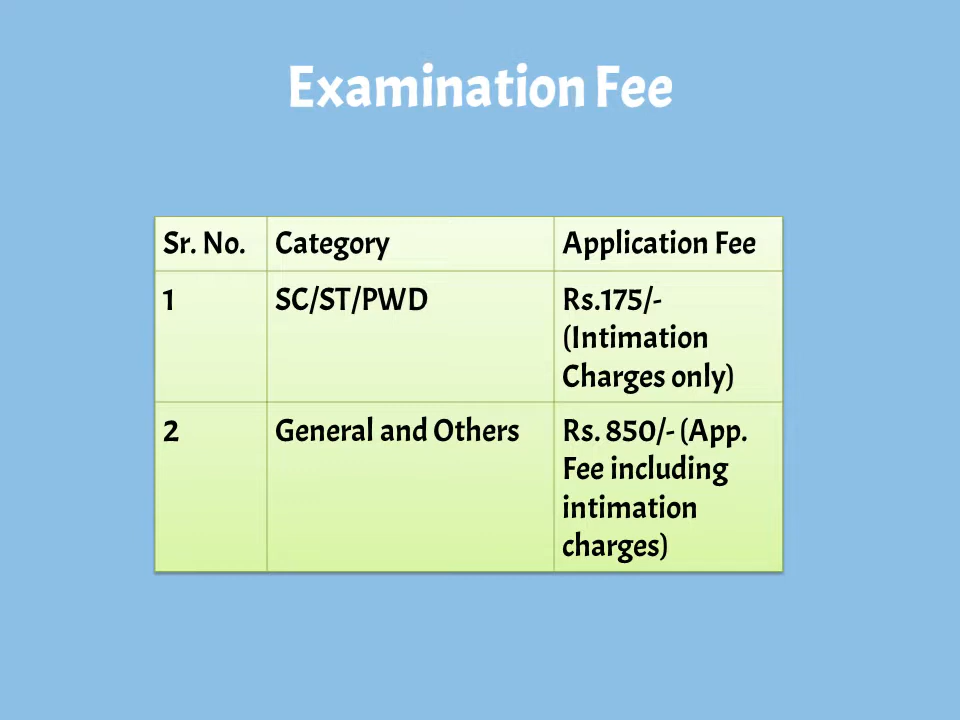 Examination Fee
Sr. No. Category Application Fee
1 SC/ST/PWD Rs.175/-
(Intimation
Charges only)
2 General and Others Rs. 850/- (App.
Fee including
intimation
charges)